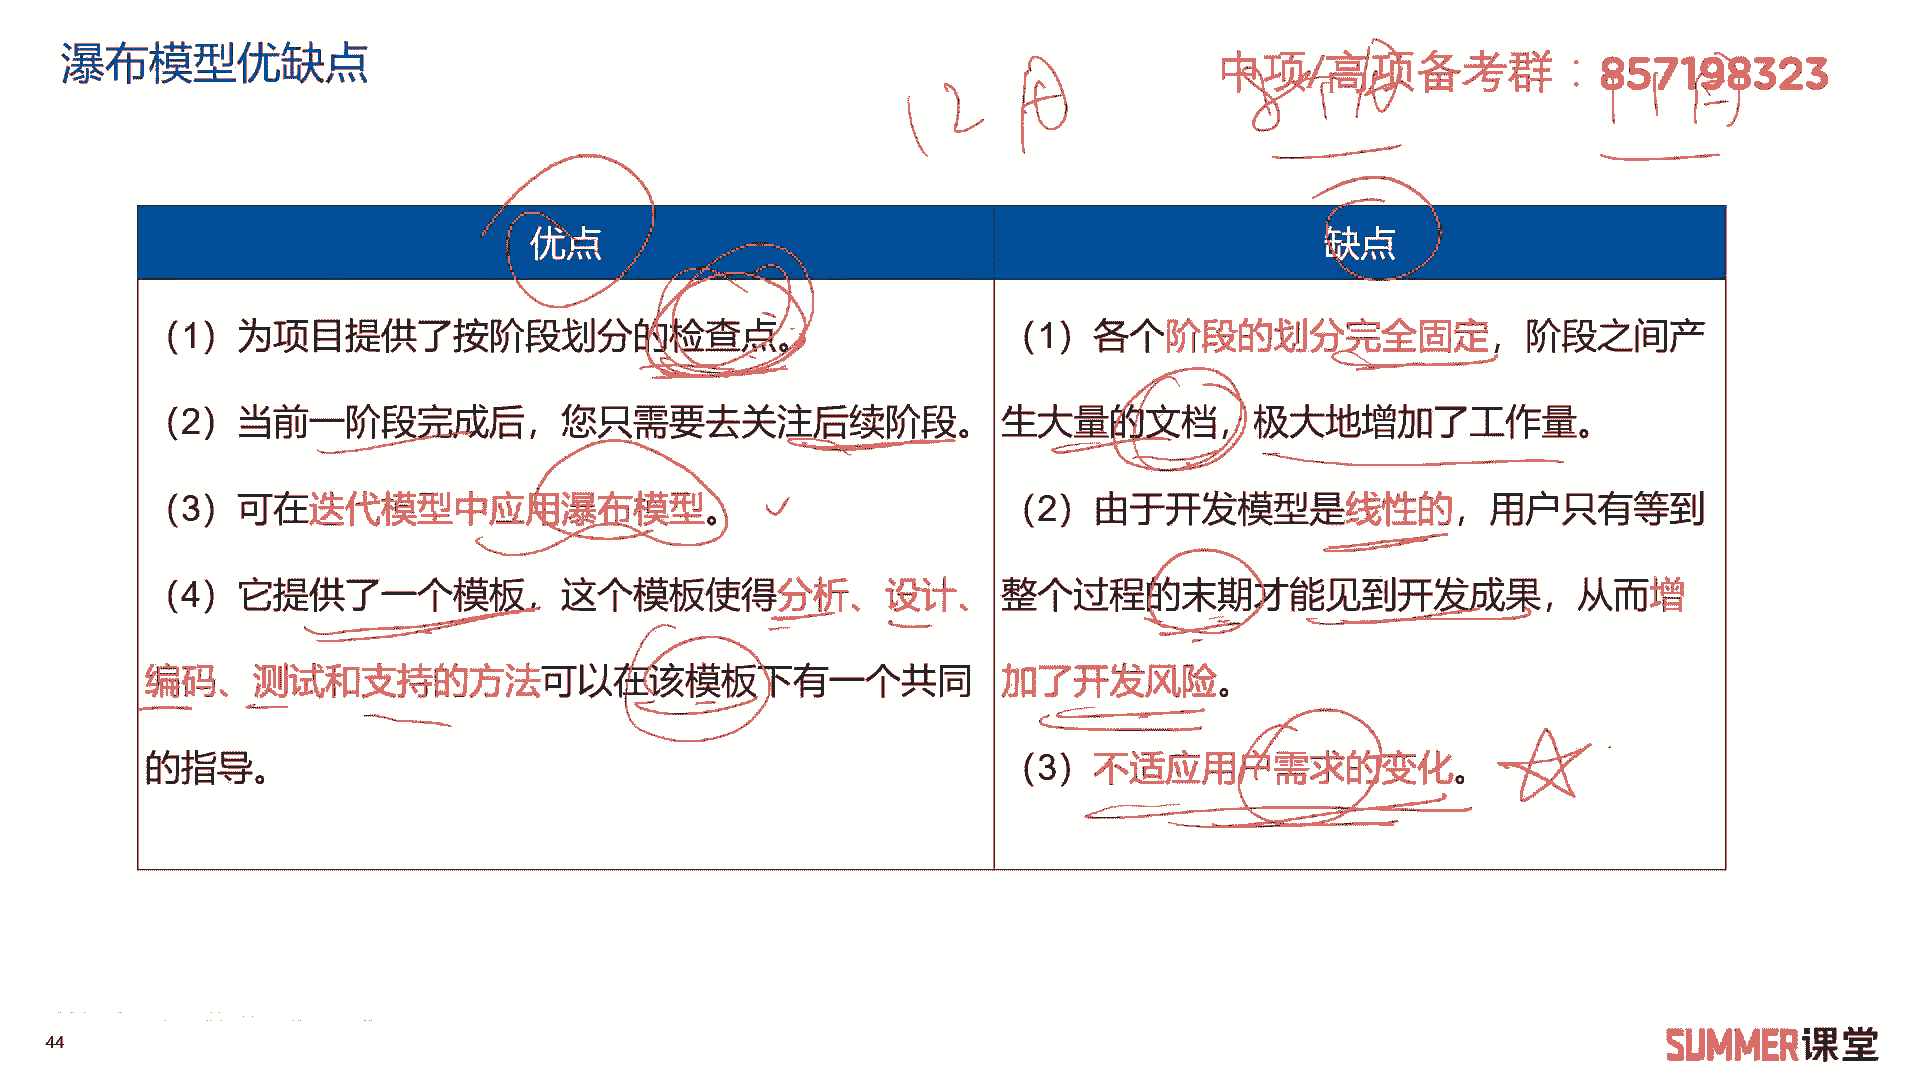 瀑布模型优缺点
中项/高项备考群：857198323
12月
优点
缺点
（1）为项目提供了按阶段划分的检查点。
（2）当前一阶段完成后，您只需要去关注后续阶段。
（3）可在迭代模型中应用瀑布模型。
（4）它提供了一个模板，这个模板使得分析、设计、
编码、测试和支持的方法可以在该模板下有一个共同
的指导。
（1）各个阶段的划分完全固定，阶段之间产
生大量的文档，极大地增加了工作量。
（2）由于开发模型是线性的，用户只有等到
整个过程的末期才能见到开发成果，从而增
加了开发风险。
（3）不适应用户需求的变化。
44
SUMMER课堂